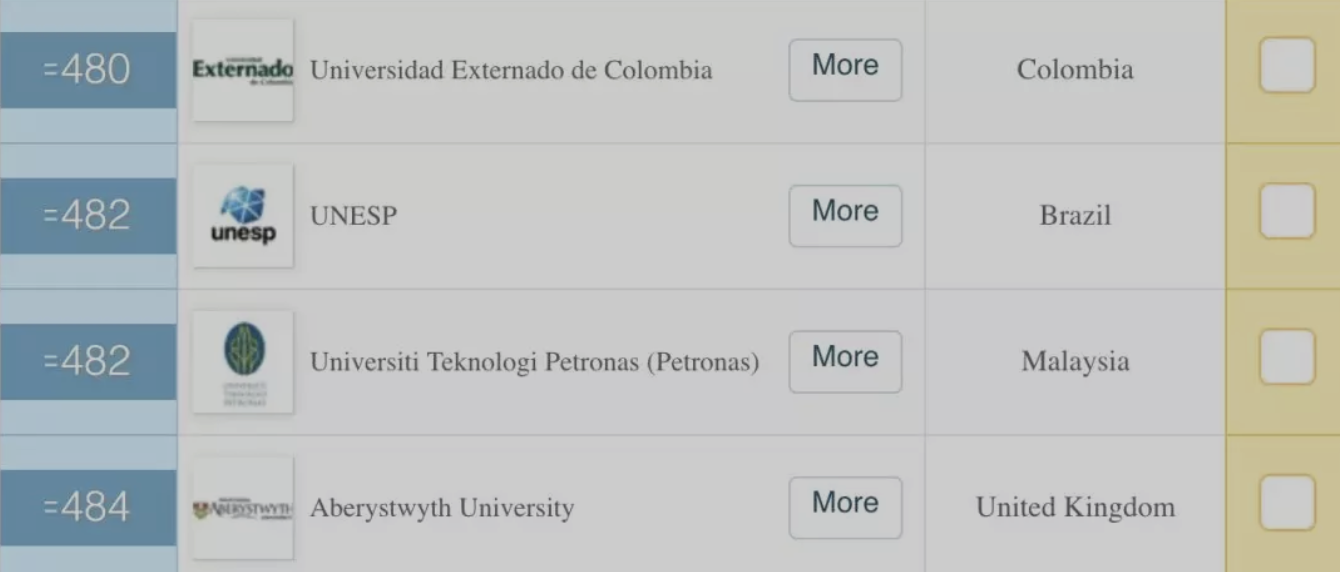 =480
Externado
Universidad Externado de Colombia
More
Colombia
=482
unesp
UNESP
More
Brazil
=482
Universiti Teknologi Petronas (Petronas)
More
Malaysia
=484
ABERYSTWYTH
Aberystwyth University
More
United Kingdom